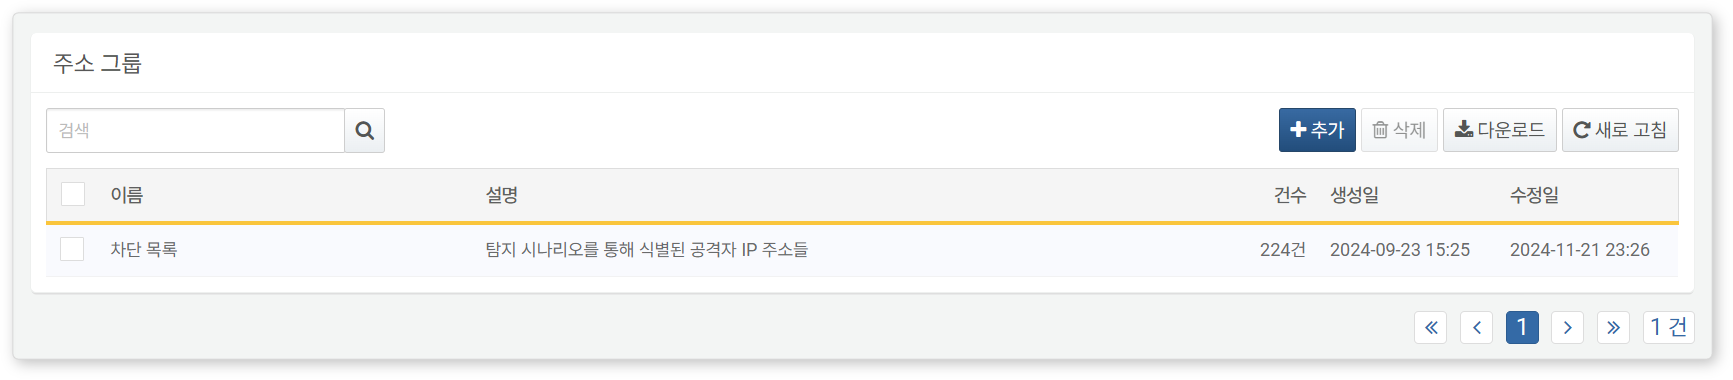 주소 그룹
검색
추가 삭제 다운로드 새로 고침
이름 설명 건수 생성일 수정일
차단 목록 탐지 시나리오를 통해 식별된 공격자 IP 주소들 224건 2024-09-23 15:25 2024-11-21 23:26
« ‹ 1 › » 1 건